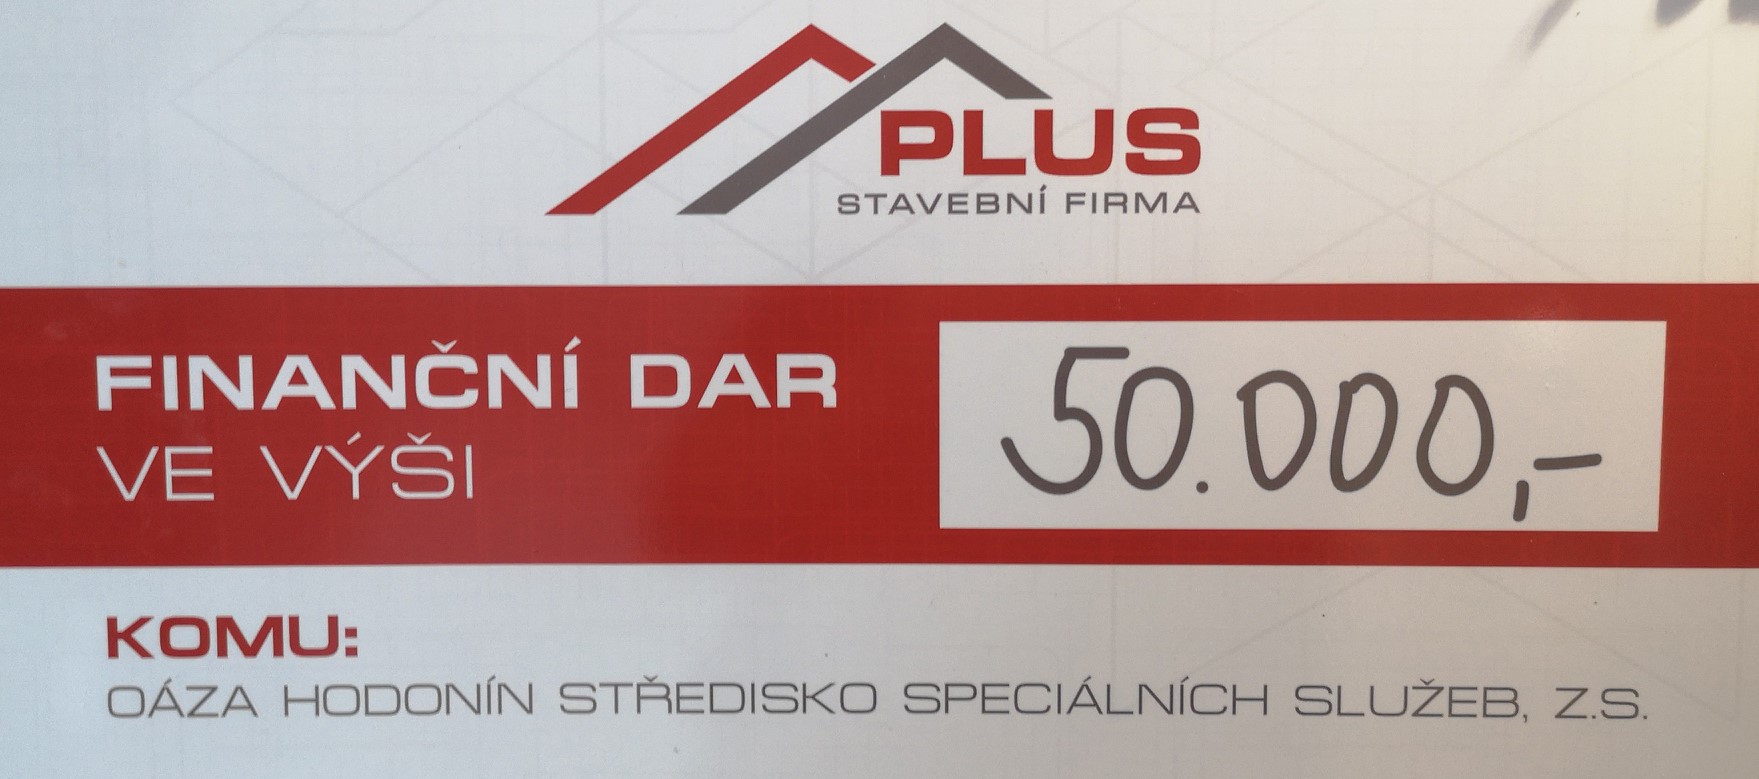 PLUS
STAVEBNÍ FIRMA
FINANČNÍ DAR
VE VÝŠI
50.000,-
KOMU:
OÁZA HODONÍN STŘEDISKO SPECIÁLNÍCH SLUŽEB, Z.S.